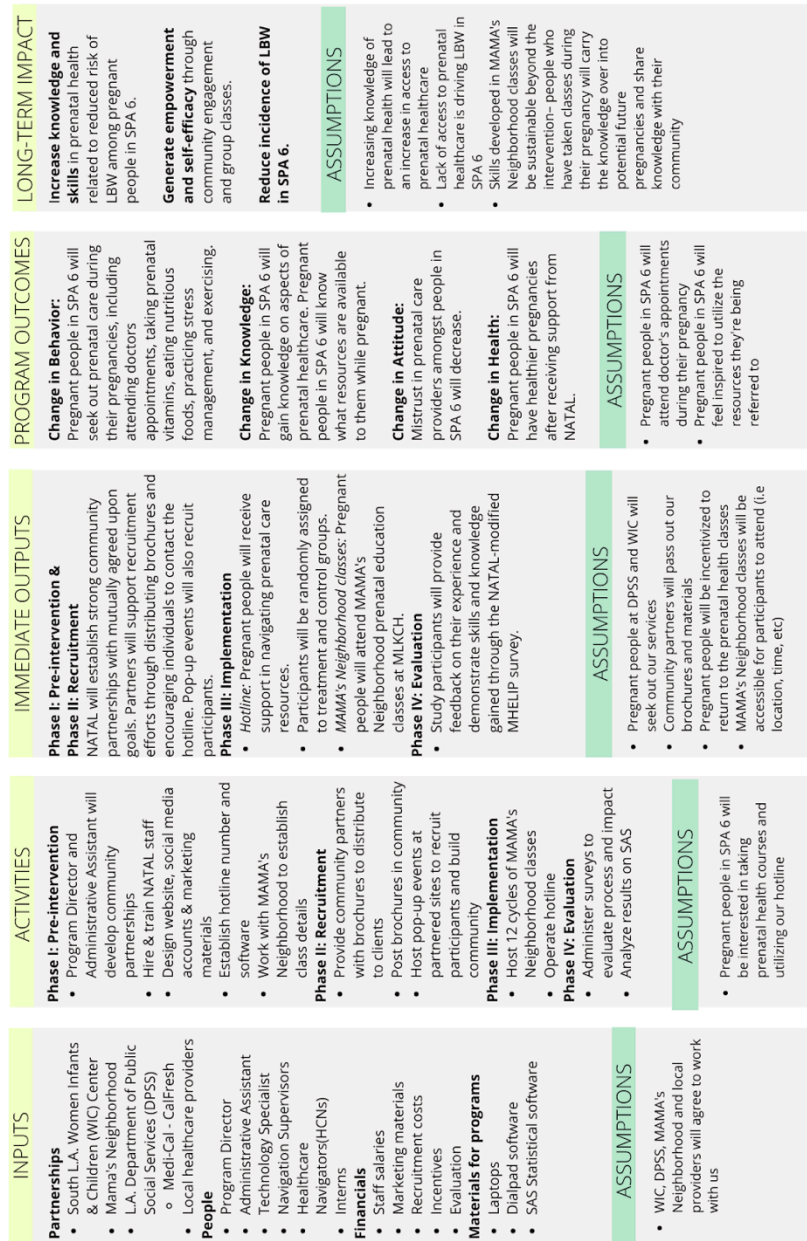 INPUTS
Partnerships
• South L.A. Women Infants
& Children (WIC) Center
• Mama's Neighborhood
• L.A. Department of Public
Social Services (DPSS)
○ Medi-Cal - CalFresh
• Local healthcare providers
People
• Program Director
• Administrative Assistant
• Technology Specialist
• Navigation Supervisors
• Healthcare
Navigators(HCNs)
• Interns
Financials
• Staff salaries
• Marketing materials
• Recruitment costs
• Incentives
• Evaluation
Materials for programs
• Laptops
• Dialpad software
• SAS Statistical software
ASSUMPTIONS
• WIC, DPSS, MAMA's
Neighborhood and local
providers will agree to work
with us
ACTIVITIES
Phase I: Pre-intervention
• Program Director and
Administrative Assistant will
develop community
partnerships
• Hire & train NATAL staff
• Design website, social media
accounts & marketing
materials
• Establish hotline number and
software
• Work with MAMA's
Neighborhood to establish
class details
Phase II: Recruitment
• Provide community partners
with brochures to distribute
to clients
• Post brochures in community
• Host pop-up events at
partnered sites to recruit
participants and build
community
Phase III: Implementation
• Host 12 cycles of MAMA's
Neighborhood classes
• Operate hotline
Phase IV: Evaluation
• Administer surveys to
evaluate process and impact
• Analyze results on SAS
ASSUMPTIONS
• Pregnant people in SPA 6 will
be interested in taking
prenatal health courses and
utilizing our hotline
IMMEDIATE OUTPUTS
Phase I: Pre-intervention &
Phase II: Recruitment
NATAL will establish strong community
partnerships with mutually agreed upon
goals. Partners will support recruitment
efforts through distributing brochures and
encouraging individuals to contact the
hotline. Pop-up events will also recruit
participants.
Phase III: Implementation
• Hotline: Pregnant people will receive
support in navigating prenatal care
resources.
• Participants will be randomly assigned
to treatment and control groups.
• MAMA's Neighborhood classes: Pregnant
people will attend MAMA's
Neighborhood prenatal education
classes at MLKCH.
Phase IV: Evaluation
• Study participants will provide
feedback on their experience and
demonstrate skills and knowledge
gained through the NATAL-modified
MHELIP survey.
ASSUMPTIONS
• Pregnant people at DPSS and WIC will
seek out our services
• Community partners will pass out our
brochures and materials
• Pregnant people will be incentivized to
return to the prenatal health classes
• MAMA's Neighborhood classes will be
accessible for participants to attend (i.e
location, time, etc)
PROGRAM OUTCOMES
Change in Behavior:
Pregnant people in SPA 6 will
seek out prenatal care during
their pregnancies, including
attending doctors
appointments, taking prenatal
vitamins, eating nutritious
foods, practicing stress
management, and exercising.
Change in Knowledge:
Pregnant people in SPA 6 will
gain knowledge on aspects of
prenatal healthcare. Pregnant
people in SPA 6 will know
what resources are available
to them while pregnant.
Change in Attitude:
Mistrust in prenatal care
providers amongst people in
SPA 6 will decrease.
Change in Health:
Pregnant people in SPA 6 will
have healthier pregnancies
after receiving support from
NATAL.
ASSUMPTIONS
• Pregnant people in SPA 6 will
attend doctor's appointments
during their pregnancy
• Pregnant people in SPA 6 will
feel inspired to utilize the
resources they're being
referred to
LONG-TERM IMPACT
Increase knowledge and
skills in prenatal health
related to reduced risk of
LBW among pregnant
people in SPA 6.
Generate empowerment
and self-efficacy through
community engagement
and group classes.
Reduce incidence of LBW
in SPA 6.
ASSUMPTIONS
• Increasing knowledge of
prenatal health will lead to
an increase in access to
prenatal healthcare
• Lack of access to prenatal
healthcare is driving LBW in
SPA 6
• Skills developed in MAMA's
Neighborhood classes will
be sustainable beyond the
intervention– people who
have taken classes during
their pregnancy will carry
the knowledge over into
potential future
pregnancies and share
knowledge with their
community